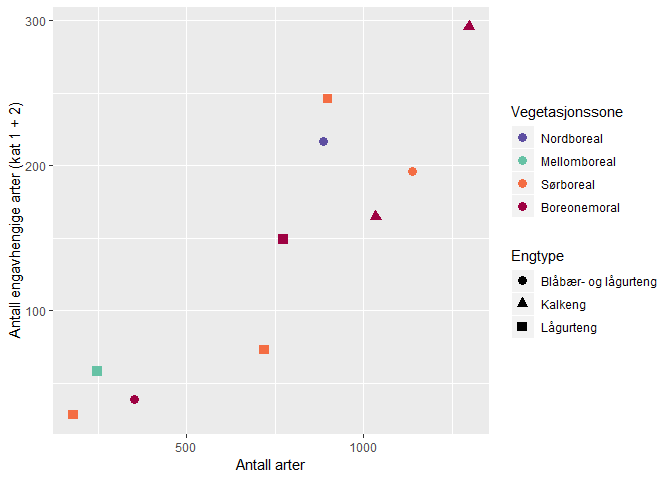 300
200
100
500
1000
Antall arter
Antall engavhengige arter (kat 1 + 2)
Vegetasjonssone
Nordboreal
Mellomboreal
Sørboreal
Boreonemoral
Engtype
Blåbær- og lågurteng
Kalkeng
Lågurteng